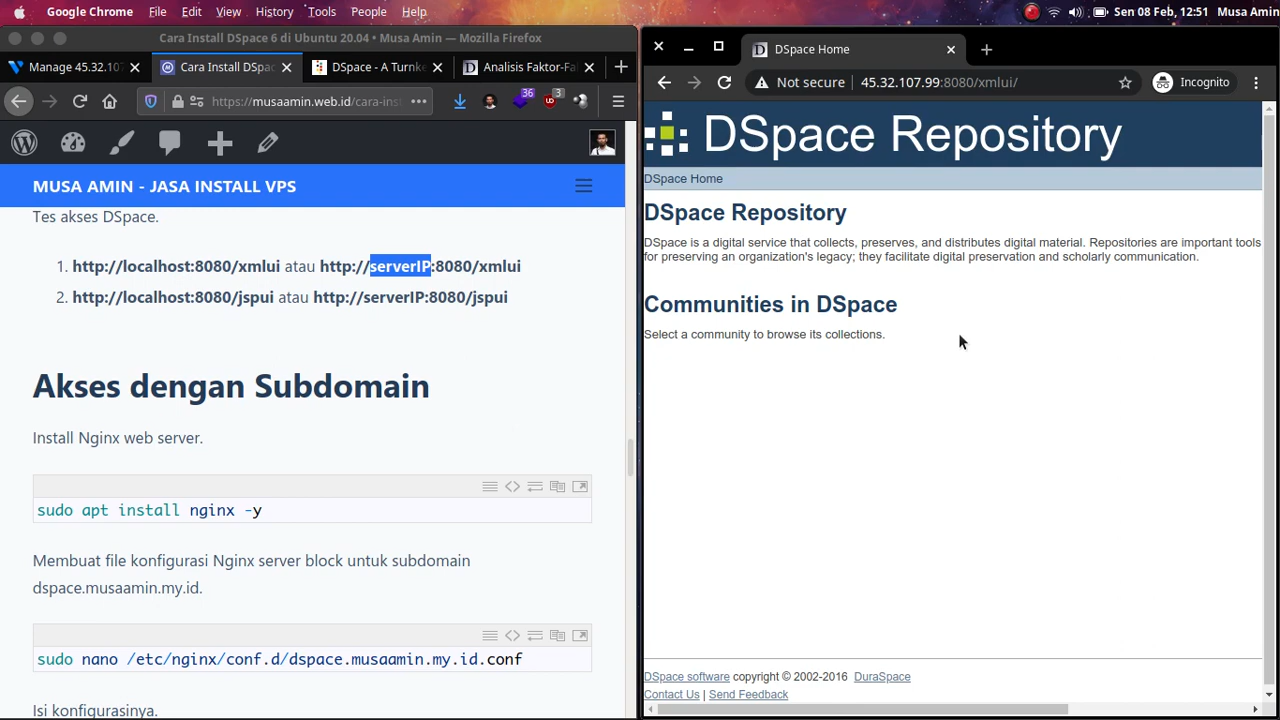 Google Chrome File Edit View History Tools People Help
Sen 08 Feb, 12:51 Musa Amin
Cara Install DSpace 6 di Ubuntu 20.04 • Musa Amin — Mozilla Firefox
Manage 45.32.107
Cara Install DSpac
DSpace - A Turnke
Analisis Faktor-Fa
https://musaamin.web.id/cara-inst
36
3
MUSA AMIN - JASA INSTALL VPS
Tes akses DSpace.
1. http://localhost:8080/xmlui atau http://serverIP:8080/xmlui
2. http://localhost:8080/jspui atau http://serverIP:8080/jspui
Akses dengan Subdomain
Install Nginx web server.
sudo apt install nginx -y
Membuat file konfigurasi Nginx server block untuk subdomain
dspace.musaamin.my.id.
sudo nano /etc/nginx/conf.d/dspace.musaamin.my.id.conf
Isi konfigurasinya.
DSpace Home
Not secure 45.32.107.99:8080/xmlui/ Incognito
DSpace Repository
DSpace Home
DSpace Repository
DSpace is a digital service that collects, preserves, and distributes digital material. Repositories are important tools
for preserving an organization's legacy; they facilitate digital preservation and scholarly communication.
Communities in DSpace
Select a community to browse its collections.
DSpace software copyright © 2002-2016 DuraSpace
Contact Us | Send Feedback